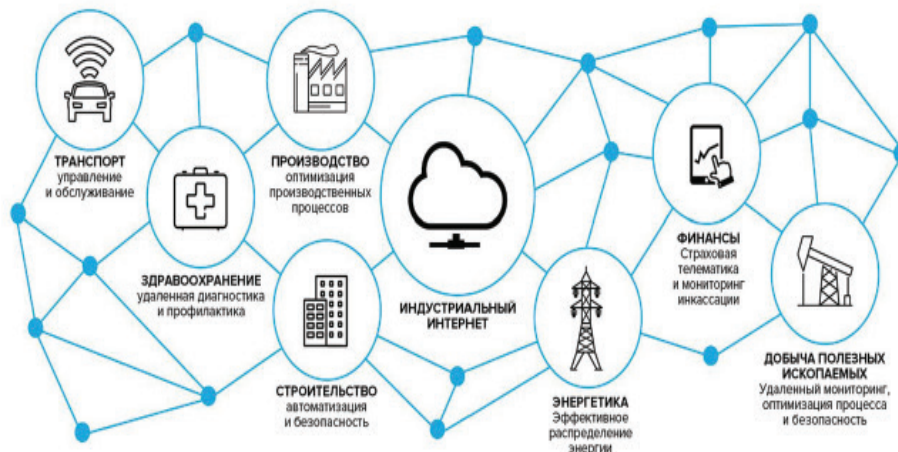 ТРАНСПОРТ
управление
и обслуживание
ПРОИЗВОДСТВО
оптимизация
производственных
процессов
ЗДРАВООХРАНЕНИЕ
удаленная диагностика
и профилактика
ИНДУСТРИАЛЬНЫЙ
ИНТЕРНЕТ
ФИНАНСЫ
Страховая
телематика
и мониторинг
инкассации
СТРОИТЕЛЬСТВО
автоматизация
и безопасность
ЭНЕРГЕТИКА
Эффективное
распределение
энергии
ДОБЫЧА ПОЛЕЗНЫХ
ИСКОПАЕМЫХ
Удаленный мониторинг,
оптимизация процесса
и безопасность